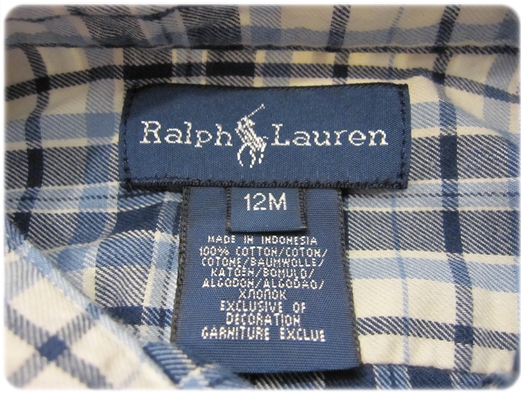 Ralph Lauren
12M
MADE IN INDONESIA
100% COTTON/COTON/
COTONE/BAUMWOLLE/
KATOEN/BOMULD/
ALGODON/ALGODAO/
ХЛОПОК
EXCLUSIVE OF
DECORATION
GARNITURE EXCLUE